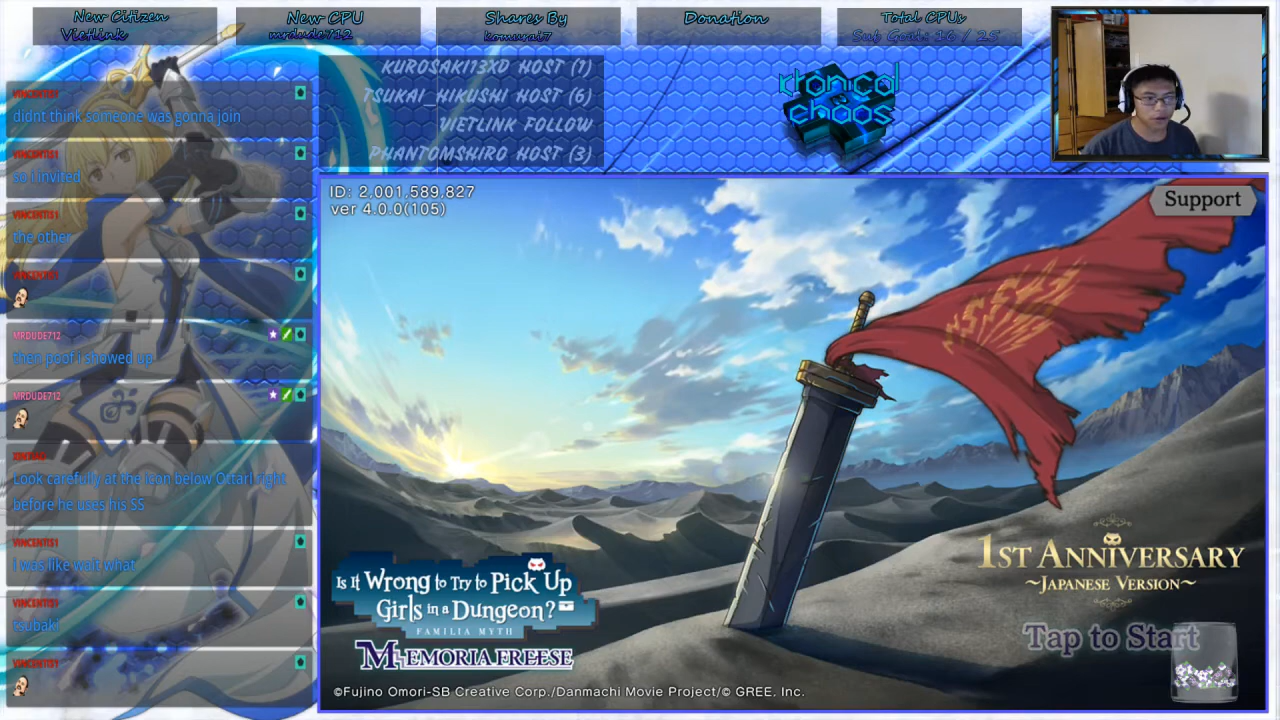 New Citizen
Vietlink
New CPU
mrdude712
Shares By
komurai7
Donation
Total CPUs
Sub Goal: 16 / 25
KUROSAKI13XD HOST (1)
TSUKAI_HIKUSHI HOST (6)
VIETLINK FOLLOW
PHANTOMSHIRO HOST (3)
ktonical
chaos
VINCENTIS1
didnt think someone was gonna join
VINCENTIS1
so i invited
VINCENTIS1
the other
VINCENTIS1
MRDUDE712
then poof i showed up
MRDUDE712
Look carefully at the icon below Ottarl right
before he uses his SS
VINCENTIS1
I was like wait what
VINCENTIS1
tsubaki
VINCENTIS1
ID: 2,001,589,827
ver 4.0.0(105)
Support
Is It Wrong to Try to Pick Up
Girls in a Dungeon?
FAMILIA MYTH
MEMORIA FREESE
1ST ANNIVERSARY
~JAPANESE VERSION~
Tap to Start
©Fujino Omori-SB Creative Corp./Danmachi Movie Project/© GREE, Inc.